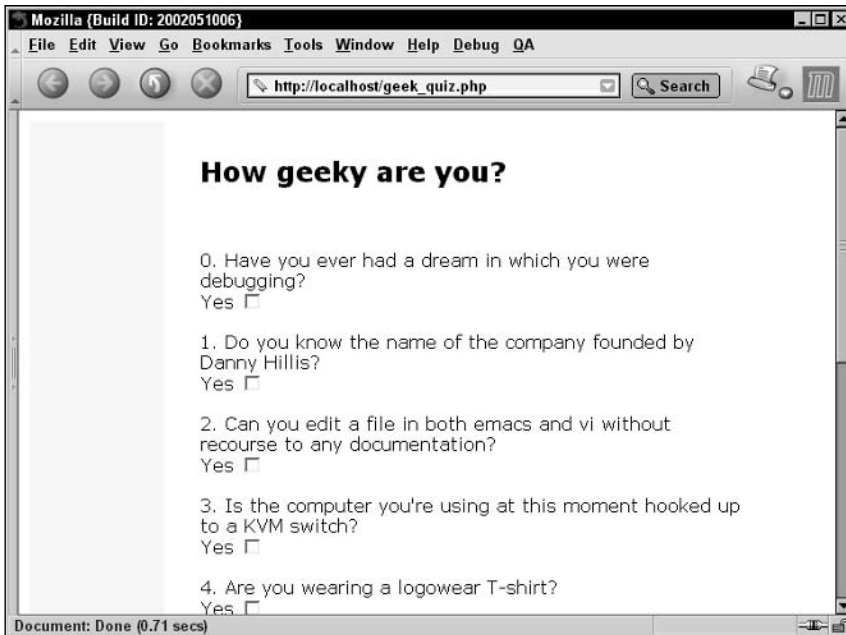 Mozilla {Build ID: 2002051006}
File Edit View Go Bookmarks Tools Window Help Debug QA
http://localhost/geek_quiz.php Search
How geeky are you?
0. Have you ever had a dream in which you were
debugging?
Yes
1. Do you know the name of the company founded by
Danny Hillis?
Yes
2. Can you edit a file in both emacs and vi without
recourse to any documentation?
Yes
3. Is the computer you're using at this moment hooked up
to a KVM switch?
Yes
4. Are you wearing a logowear T-shirt?
Yes
Document: Done (0.71 secs)